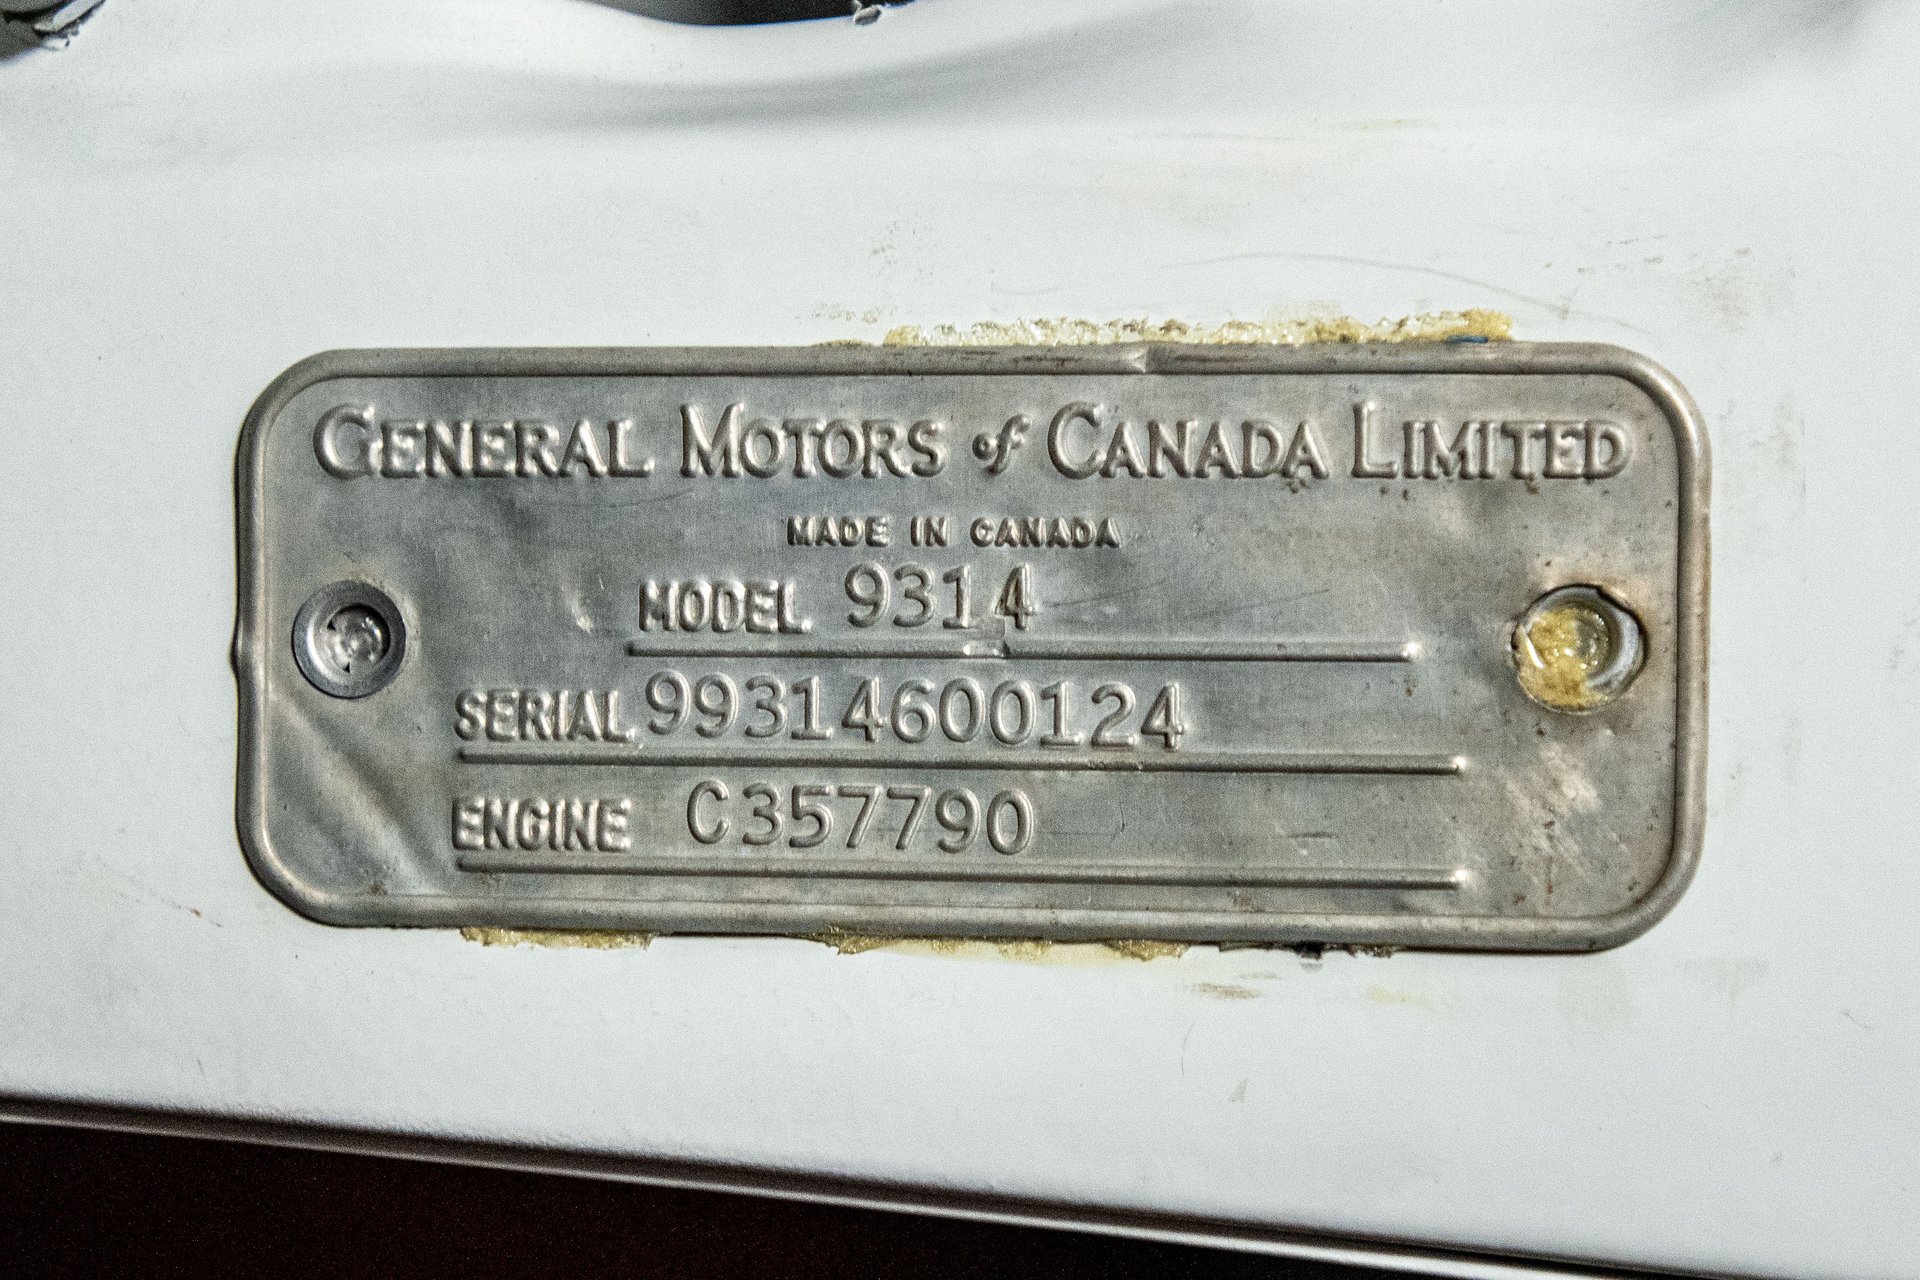 GENERAL MOTORS of CANADA LIMITED
MADE IN CANADA
MODEL 9314
SERIAL 99314600124
ENGINE C357790